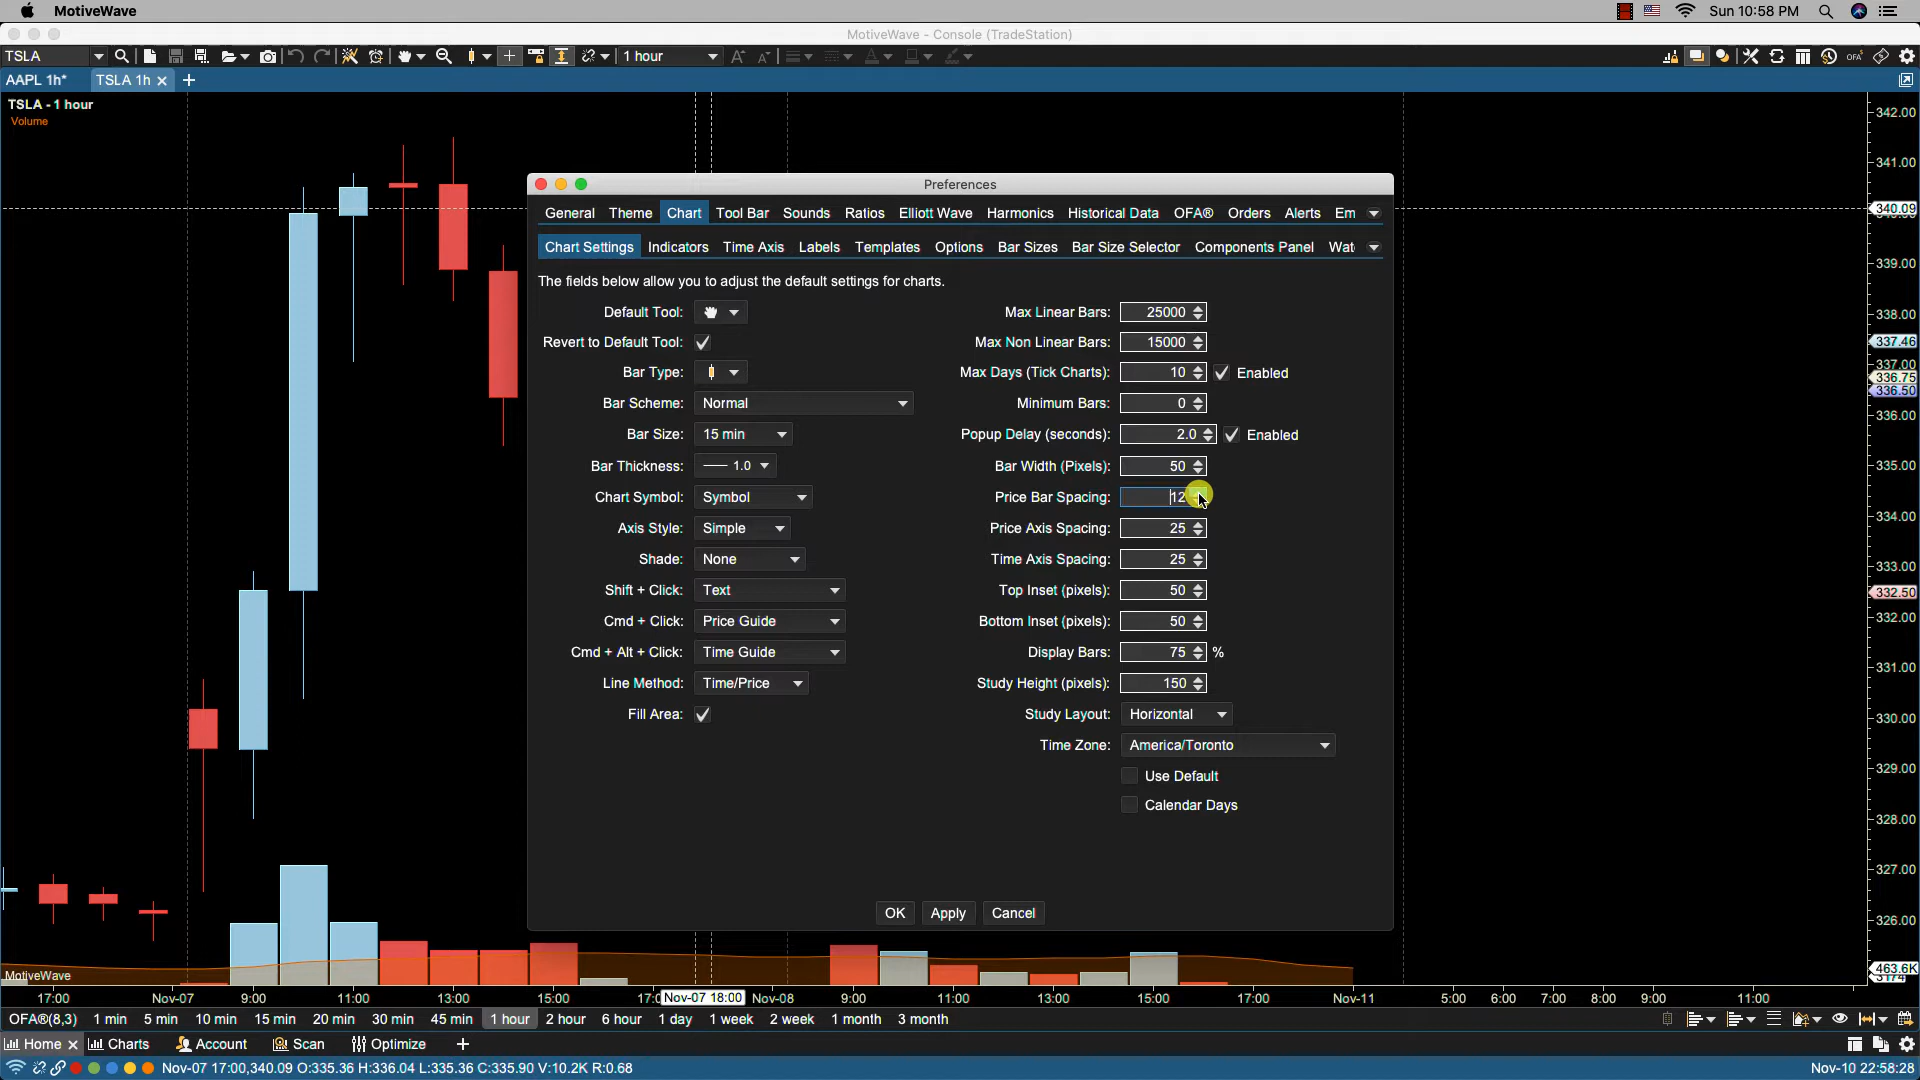 MotiveWave
Sun 10:58 PM
MotiveWave - Console (TradeStation)
TSLA
1 hour
AAPL 1h*
TSLA 1h
TSLA - 1 hour
Volume
Preferences
General Theme Chart Tool Bar Sounds Ratios Elliott Wave Harmonics Historical Data OFA® Orders Alerts Em
Chart Settings Indicators Time Axis Labels Templates Options Bar Sizes Bar Size Selector Components Panel Wat
The fields below allow you to adjust the default settings for charts.
Default Tool:
Revert to Default Tool:
Bar Type:
Bar Scheme: Normal
Bar Size: 15 min
Bar Thickness: 1.0
Chart Symbol: Symbol
Axis Style: Simple
Shade: None
Shift + Click: Text
Cmd + Click: Price Guide
Cmd + Alt + Click: Time Guide
Line Method: Time/Price
Fill Area:
Max Linear Bars: 25000
Max Non Linear Bars: 15000
Max Days (Tick Charts): 10 Enabled
Minimum Bars: 0
Popup Delay (seconds): 2.0 Enabled
Bar Width (Pixels): 50
Price Bar Spacing: 12
Price Axis Spacing: 25
Time Axis Spacing: 25
Top Inset (pixels): 50
Bottom Inset (pixels): 50
Display Bars: 75 %
Study Height (pixels): 150
Study Layout: Horizontal
Time Zone: America/Toronto
Use Default
Calendar Days
OK Apply Cancel
342.00
341.00
340.09
339.00
338.00
337.46
337.00
336.75
336.50
336.00
335.00
334.00
333.00
332.50
332.00
331.00
330.00
329.00
328.00
327.00
326.00
463.6K
MotiveWave
17:00 Nov-07 9:00 11:00 13:00 15:00 Nov-07 18:00 Nov-08 9:00 11:00 13:00 15:00 17:00 Nov-11 5:00 6:00 7:00 8:00 9:00 11:00
OFA®(8,3) 1 min 5 min 10 min 15 min 20 min 30 min 45 min 1 hour 2 hour 6 hour 1 day 1 week 2 week 1 month 3 month
Home Charts Account Scan Optimize
Nov-07 17:00,340.09 O:335.36 H:336.04 L:335.36 C:335.90 V:10.2K R:0.68
Nov-10 22:58:28